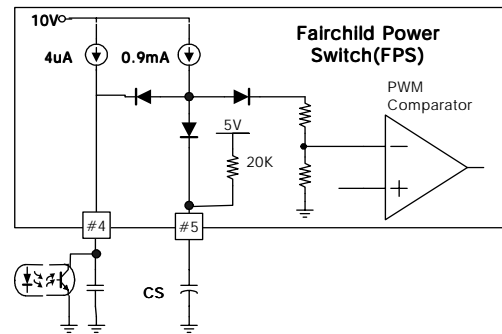 10V
Fairchild Power
Switch(FPS)
4uA
0.9mA
PWM
Comparator
5V
20K
#4
#5
CS